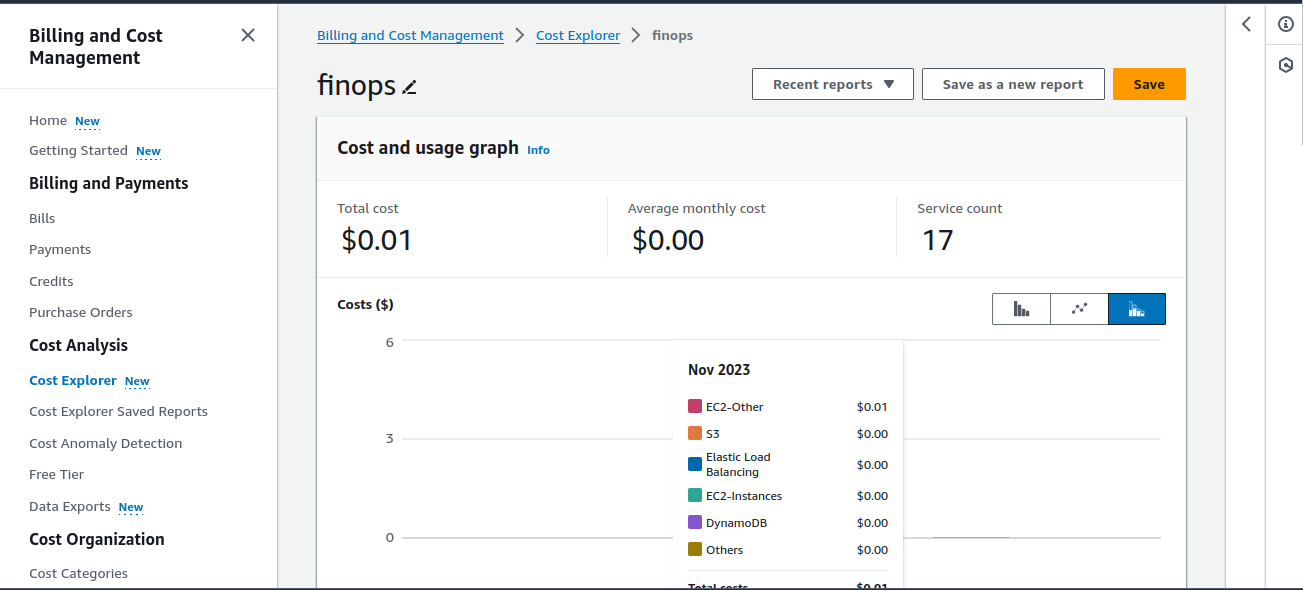 Billing and Cost
Management
Home New
Getting Started New
Billing and Payments
Bills
Payments
Credits
Purchase Orders
Cost Analysis
Cost Explorer New
Cost Explorer Saved Reports
Cost Anomaly Detection
Free Tier
Data Exports New
Cost Organization
Cost Categories
Billing and Cost Management > Cost Explorer > finops
finops
Recent reports
Save as a new report
Save
Cost and usage graph Info
Total cost
$0.01
Average monthly cost
$0.00
Service count
17
Costs ($)
6
3
0
Nov 2023
EC2-Other $0.01
S3 $0.00
Elastic Load
Balancing $0.00
EC2-Instances $0.00
DynamoDB $0.00
Others $0.00
Total costs $0.01